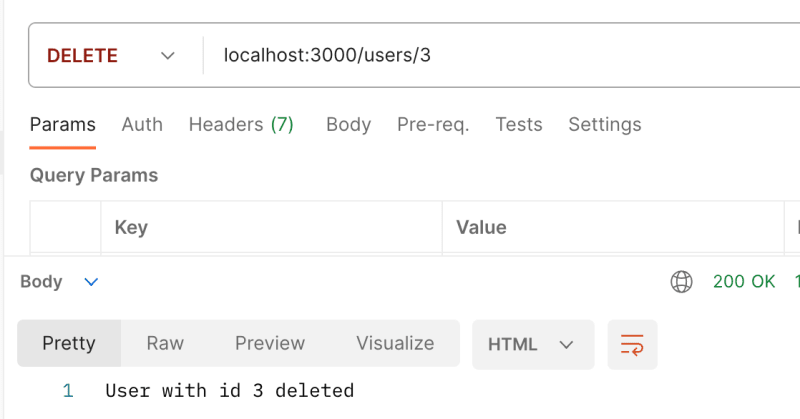 DELETE localhost:3000/users/3
Params Auth Headers (7) Body Pre-req. Tests Settings
Query Params
Key Value
Body 200 OK
Pretty Raw Preview Visualize HTML
1 User with id 3 deleted